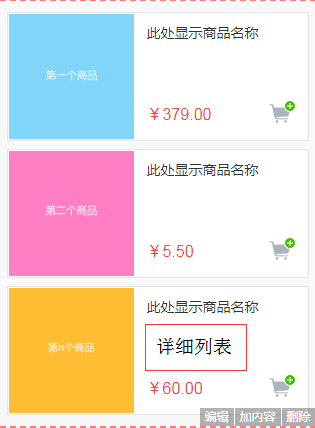 此处显示商品名称
第一个商品
￥379.00
此处显示商品名称
第二个商品
￥5.50
此处显示商品名称
详细列表
第n个商品
￥60.00
编辑 加内容 删除